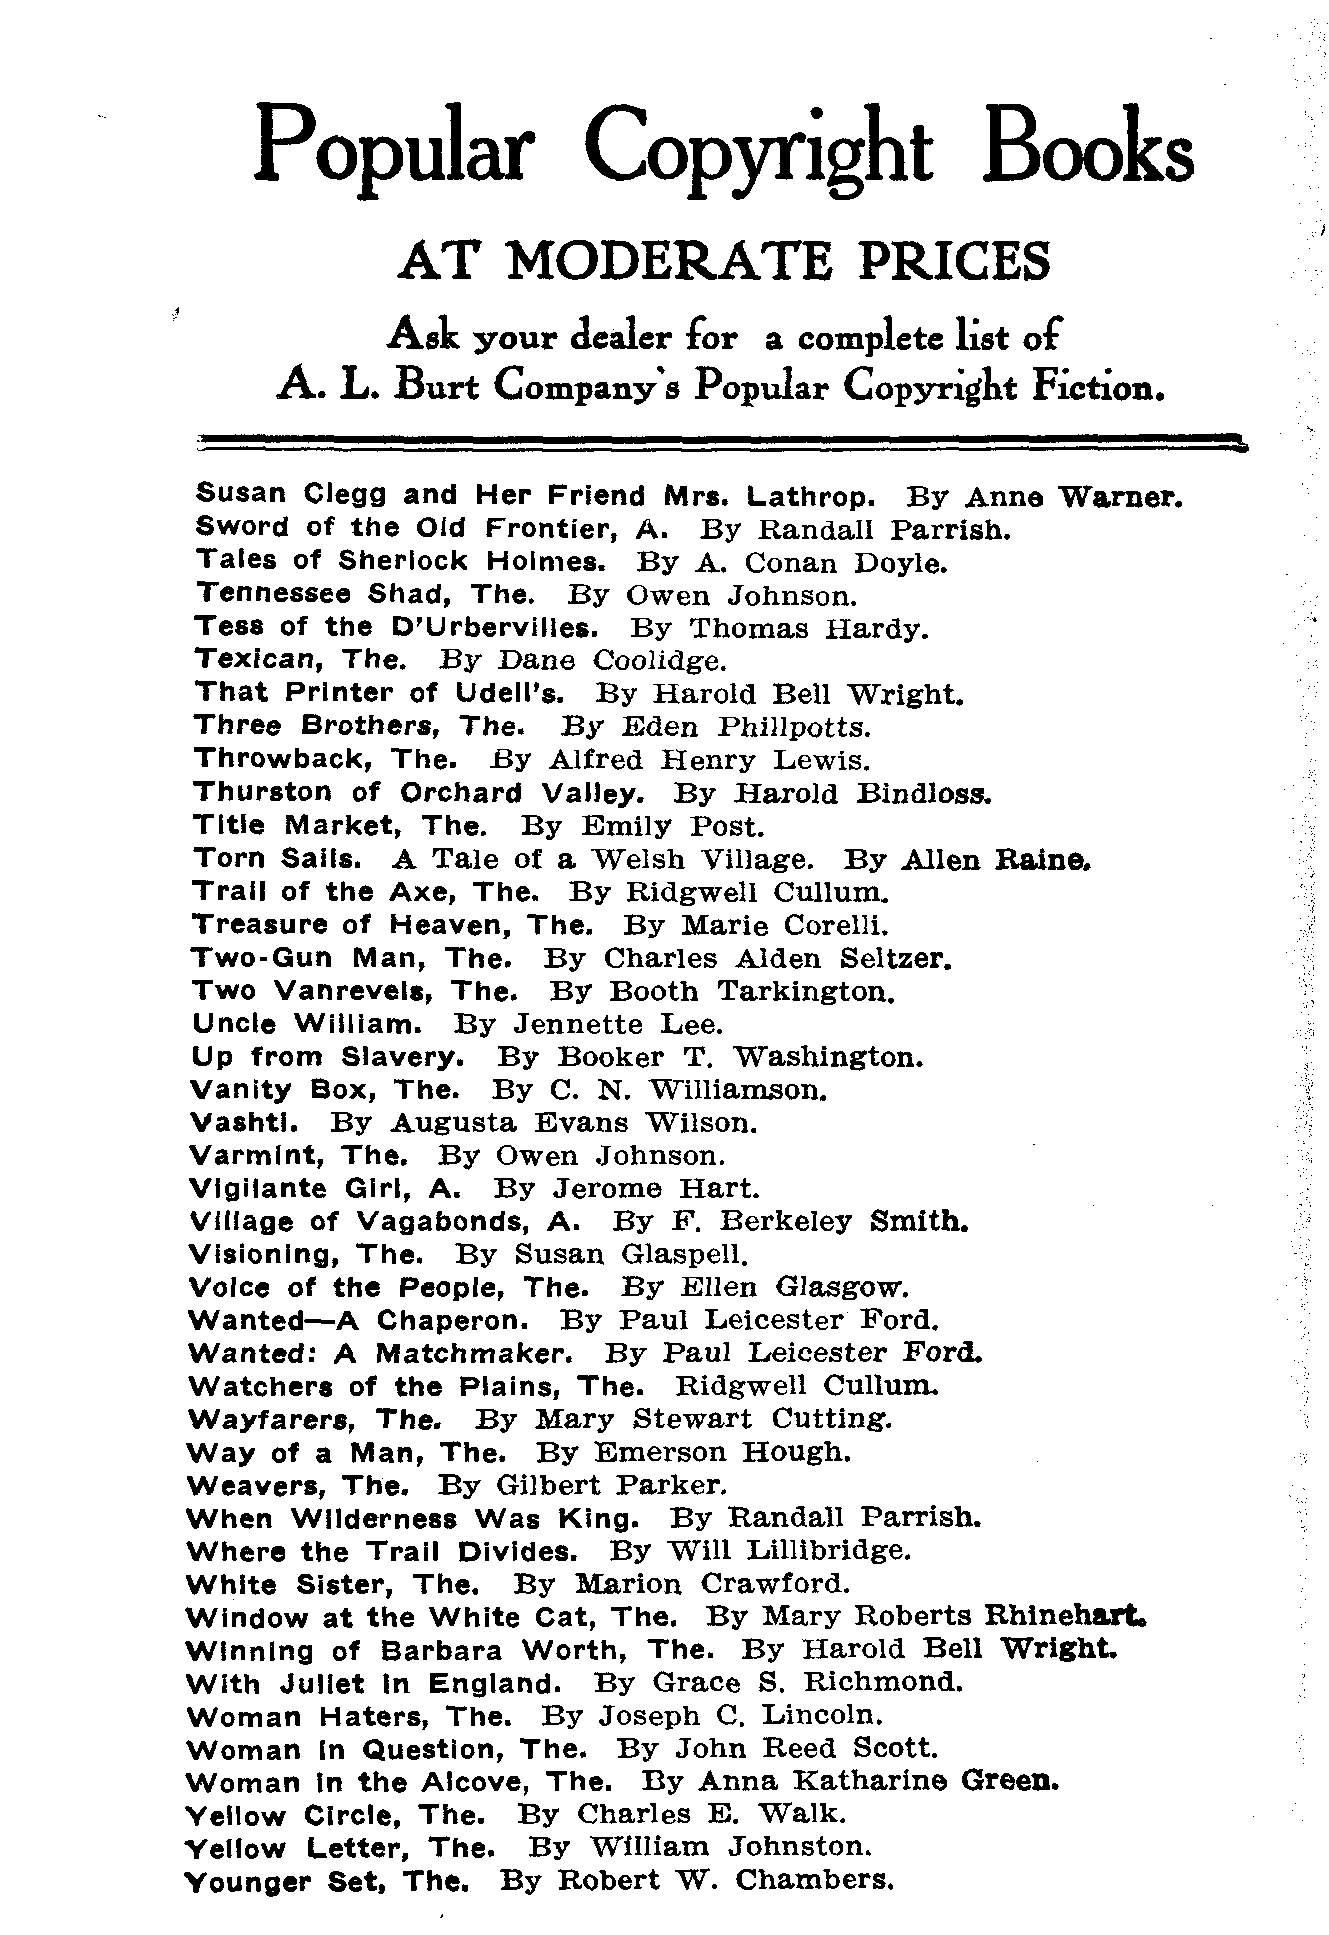 Popular Copyright Books
AT MODERATE PRICES
Ask your dealer for a complete list of
A. L. Burt Company's Popular Copyright Fiction.
Susan Clegg and Her Friend Mrs. Lathrop. By Anne Warner.
Sword of the Old Frontier, A. By Randall Parrish.
Tales of Sherlock Holmes. By A. Conan Doyle.
Tennessee Shad, The. By Owen Johnson.
Tess of the D'Urbervilles. By Thomas Hardy.
Texican, The. By Dane Coolidge.
That Printer of Udell's. By Harold Bell Wright.
Three Brothers, The. By Eden Phillpotts.
Throwback, The. By Alfred Henry Lewis.
Thurston of Orchard Valley. By Harold Bindloss.
Title Market, The. By Emily Post.
Torn Sails. A Tale of a Welsh Village. By Allen Raine.
Trail of the Axe, The. By Ridgwell Cullum.
Treasure of Heaven, The. By Marie Corelli.
Two-Gun Man, The. By Charles Alden Seltzer.
Two Vanrevels, The. By Booth Tarkington.
Uncle William. By Jennette Lee.
Up from Slavery. By Booker T. Washington.
Vanity Box, The. By C. N. Williamson.
Vashti. By Augusta Evans Wilson.
Varmint, The. By Owen Johnson.
Vigilante Girl, A. By Jerome Hart.
Village of Vagabonds, A. By F. Berkeley Smith.
Visioning, The. By Susan Glaspell.
Voice of the People, The. By Ellen Glasgow.
Wanted—A Chaperon. By Paul Leicester Ford.
Wanted: A Matchmaker. By Paul Leicester Ford.
Watchers of the Plains, The. Ridgwell Cullum.
Wayfarers, The. By Mary Stewart Cutting.
Way of a Man, The. By Emerson Hough.
Weavers, The. By Gilbert Parker.
When Wilderness Was King. By Randall Parrish.
Where the Trail Divides. By Will Lillibridge.
White Sister, The. By Marion Crawford.
Window at the White Cat, The. By Mary Roberts Rhinehart.
Winning of Barbara Worth, The. By Harold Bell Wright.
With Juliet in England. By Grace S. Richmond.
Woman Haters, The. By Joseph C. Lincoln.
Woman in Question, The. By John Reed Scott.
Woman in the Alcove, The. By Anna Katharine Green.
Yellow Circle, The. By Charles E. Walk.
Yellow Letter, The. By William Johnston.
Younger Set, The. By Robert W. Chambers.